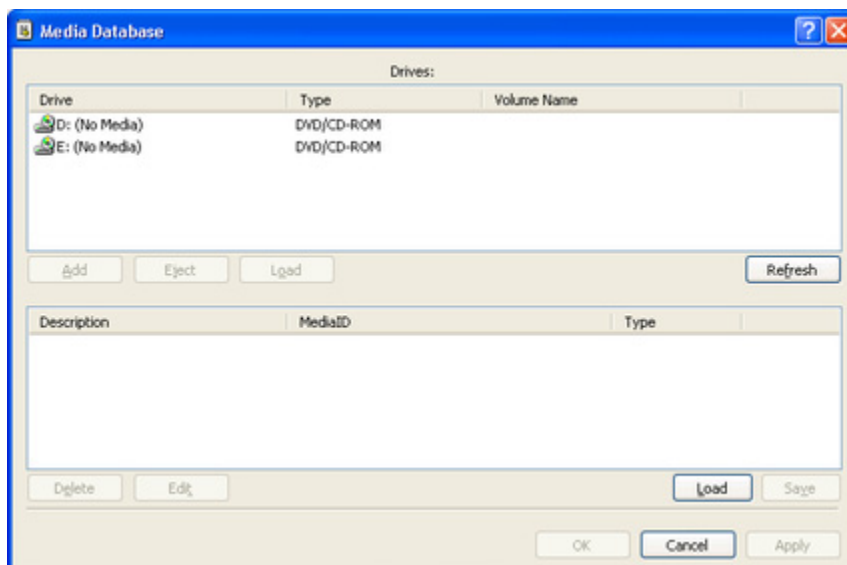 Media Database
Drives:
Drive Type Volume Name
D: (No Media) DVD/CD-ROM
E: (No Media) DVD/CD-ROM
Add Eject Load Refresh
Description MediaID Type
Delete Edit Load Save
OK Cancel Apply